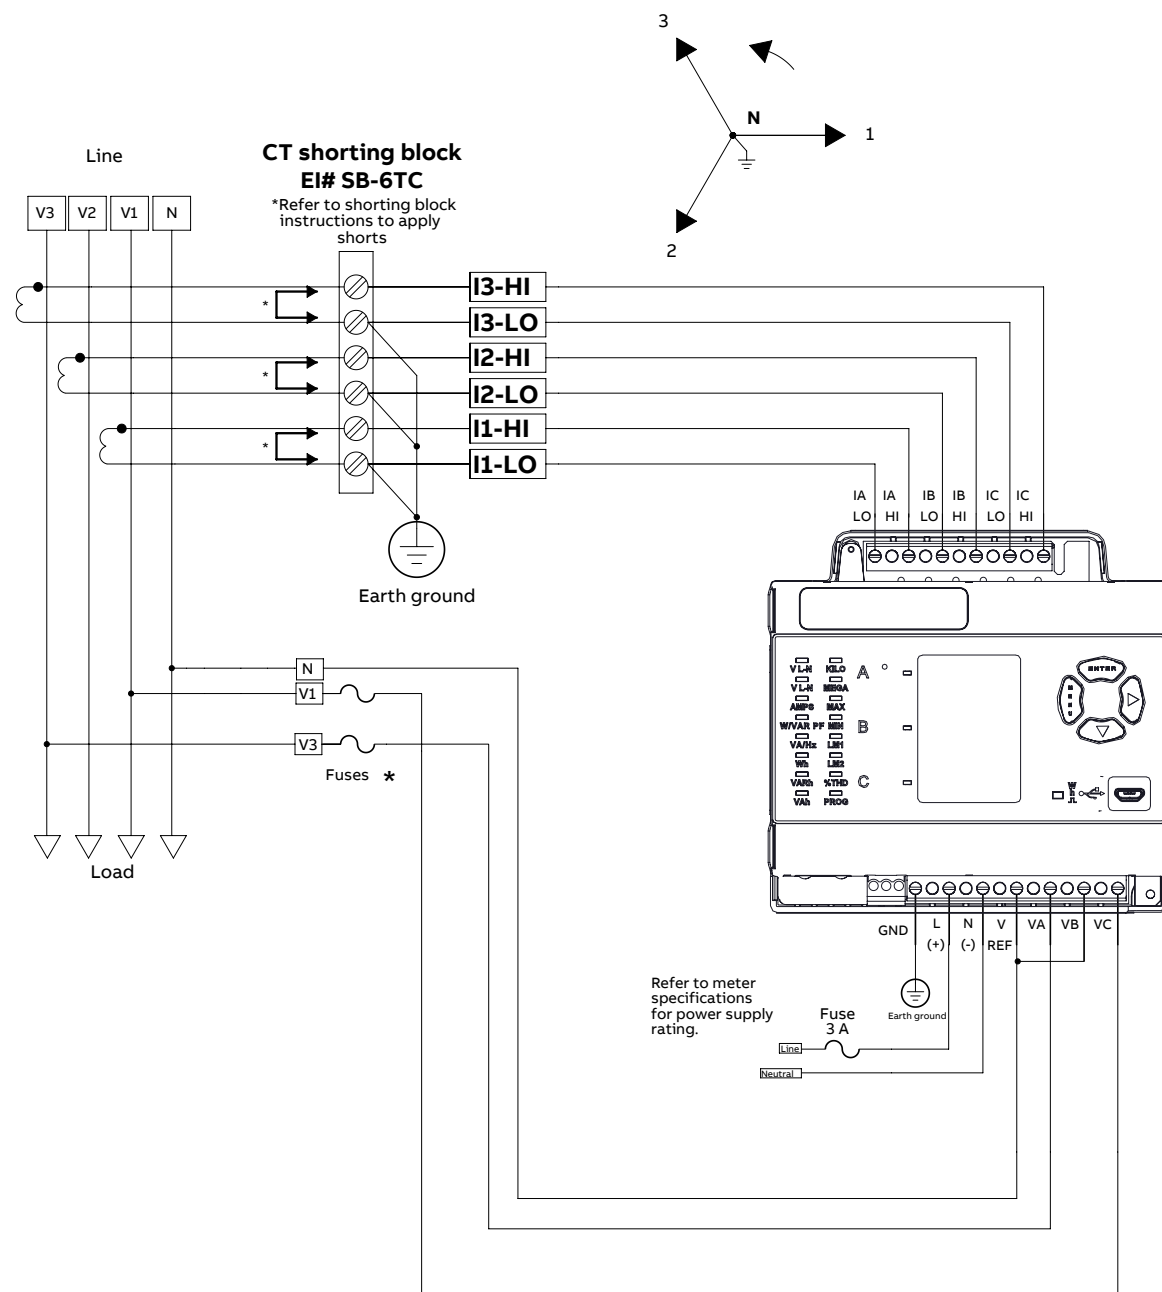 3
N
1
2
Line
CT shorting block
EI# SB-6TC
*Refer to shorting block
instructions to apply
shorts
V3 V2 V1 N
* I3-HI
I3-LO
* I2-HI
I2-LO
* I1-HI
I1-LO
IA IA IB IB IC IC
LO HI LO HI LO HI
Earth ground
N
V1
V3
Fuses *
Load
V L-N KILO
V L-N MEGA
AMPS MAX
W/VAR PF MIN
VA/Hz LM1
Wh LM2
VARh %THD
VAh PROG
A
B
C
ENTER
MENU
Wh
GND L N V VA VB VC
(+) (-) REF
Earth ground
Refer to meter
specifications
for power supply
rating.
Fuse
3 A
Line
Neutral